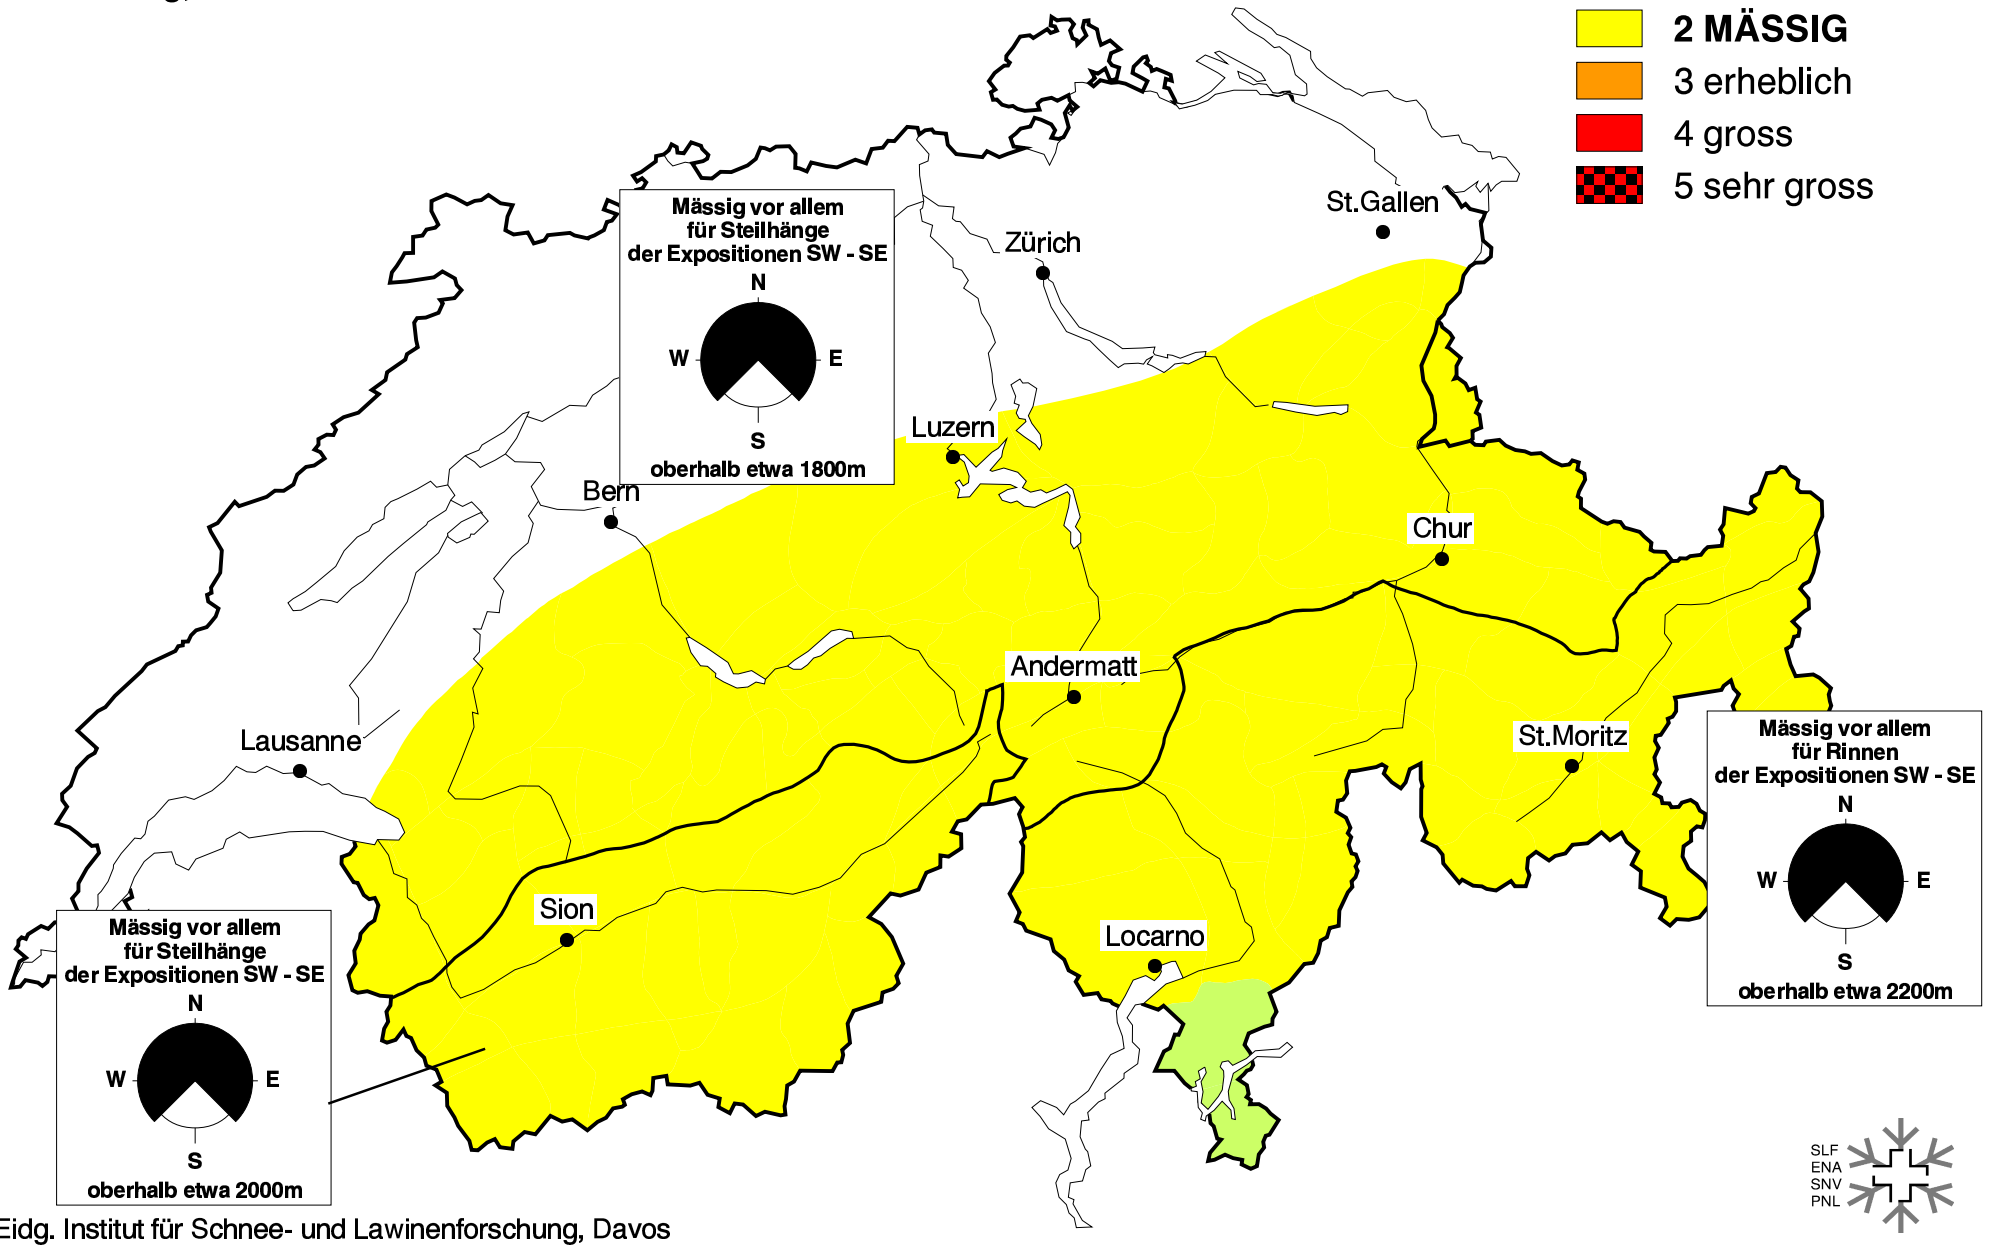 2 MÄSSIG
3 erheblich
4 gross
5 sehr gross
St.Gallen
Zürich
Mässig vor allem
für Steilhänge
der Expositionen SW - SE
N
W
E
S
oberhalb etwa 1800m
Luzern
Bern
Chur
Andermatt
St.Moritz
Lausanne
Sion
Locarno
Mässig vor allem
für Rinnen
der Expositionen SW - SE
N
W
E
S
oberhalb etwa 2200m
Mässig vor allem
für Steilhänge
der Expositionen SW - SE
N
W
E
S
oberhalb etwa 2000m
SLF
ENA
SNV
PNL
Eidg. Institut für Schnee- und Lawinenforschung, Davos